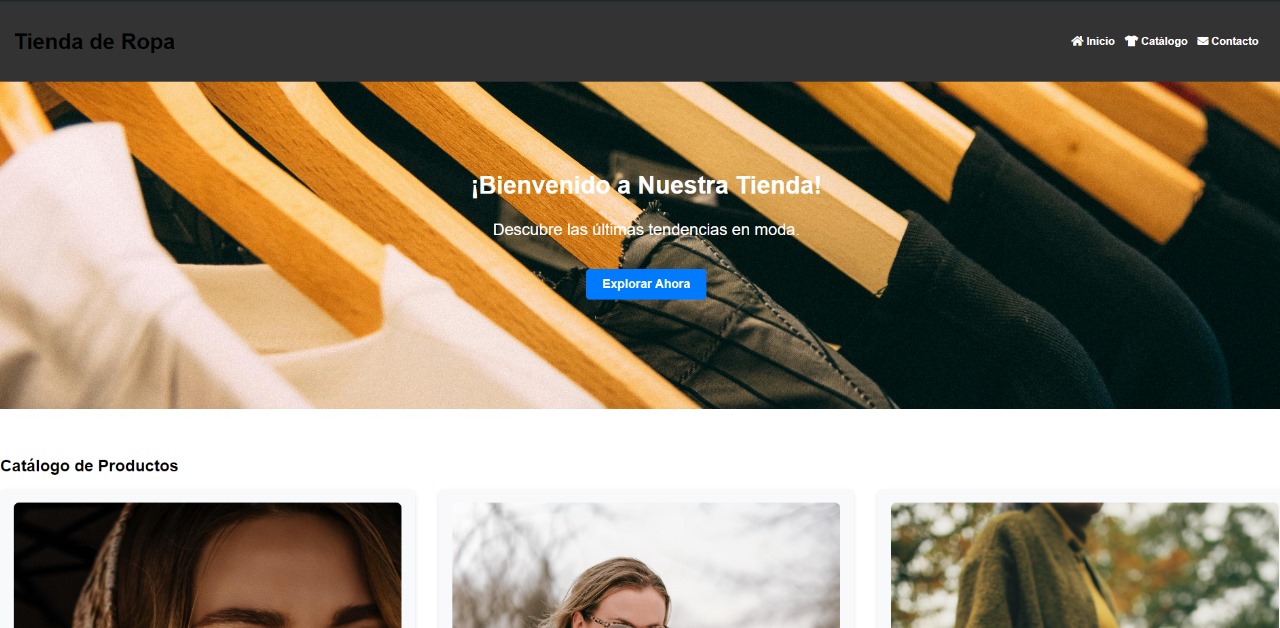 Tienda de Ropa
Inicio Catálogo Contacto
¡Bienvenido a Nuestra Tienda!
Descubre las últimas tendencias en moda.
Explorar Ahora
Catálogo de Productos